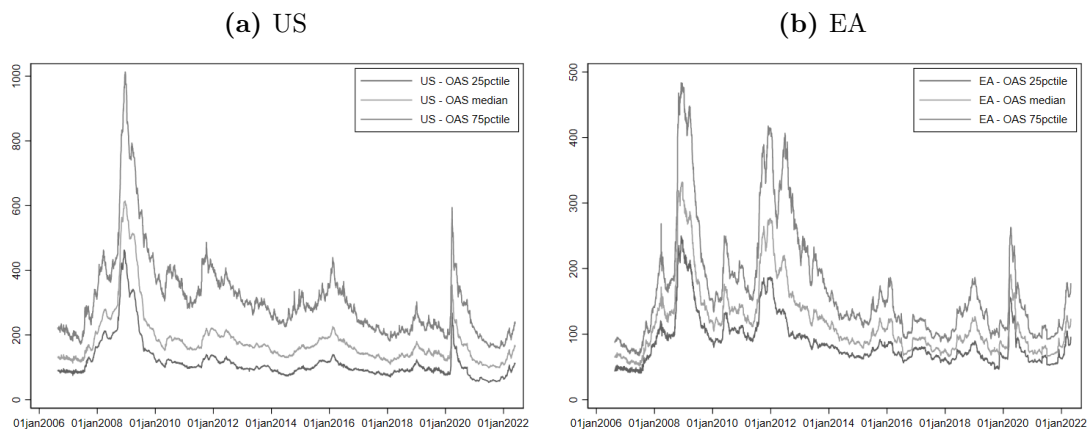 (a) US
(b) EA
1000
800
600
400
200
0
US - OAS 25pctile
US - OAS median
US - OAS 75pctile
01jan2006 01jan2008 01jan2010 01jan2012 01jan2014 01jan2016 01jan2018 01jan2020 01jan2022
500
400
300
200
100
0
EA - OAS 25pctile
EA - OAS median
EA - OAS 75pctile
01jan2006 01jan2008 01jan2010 01jan2012 01jan2014 01jan2016 01jan2018 01jan2020 01jan2022